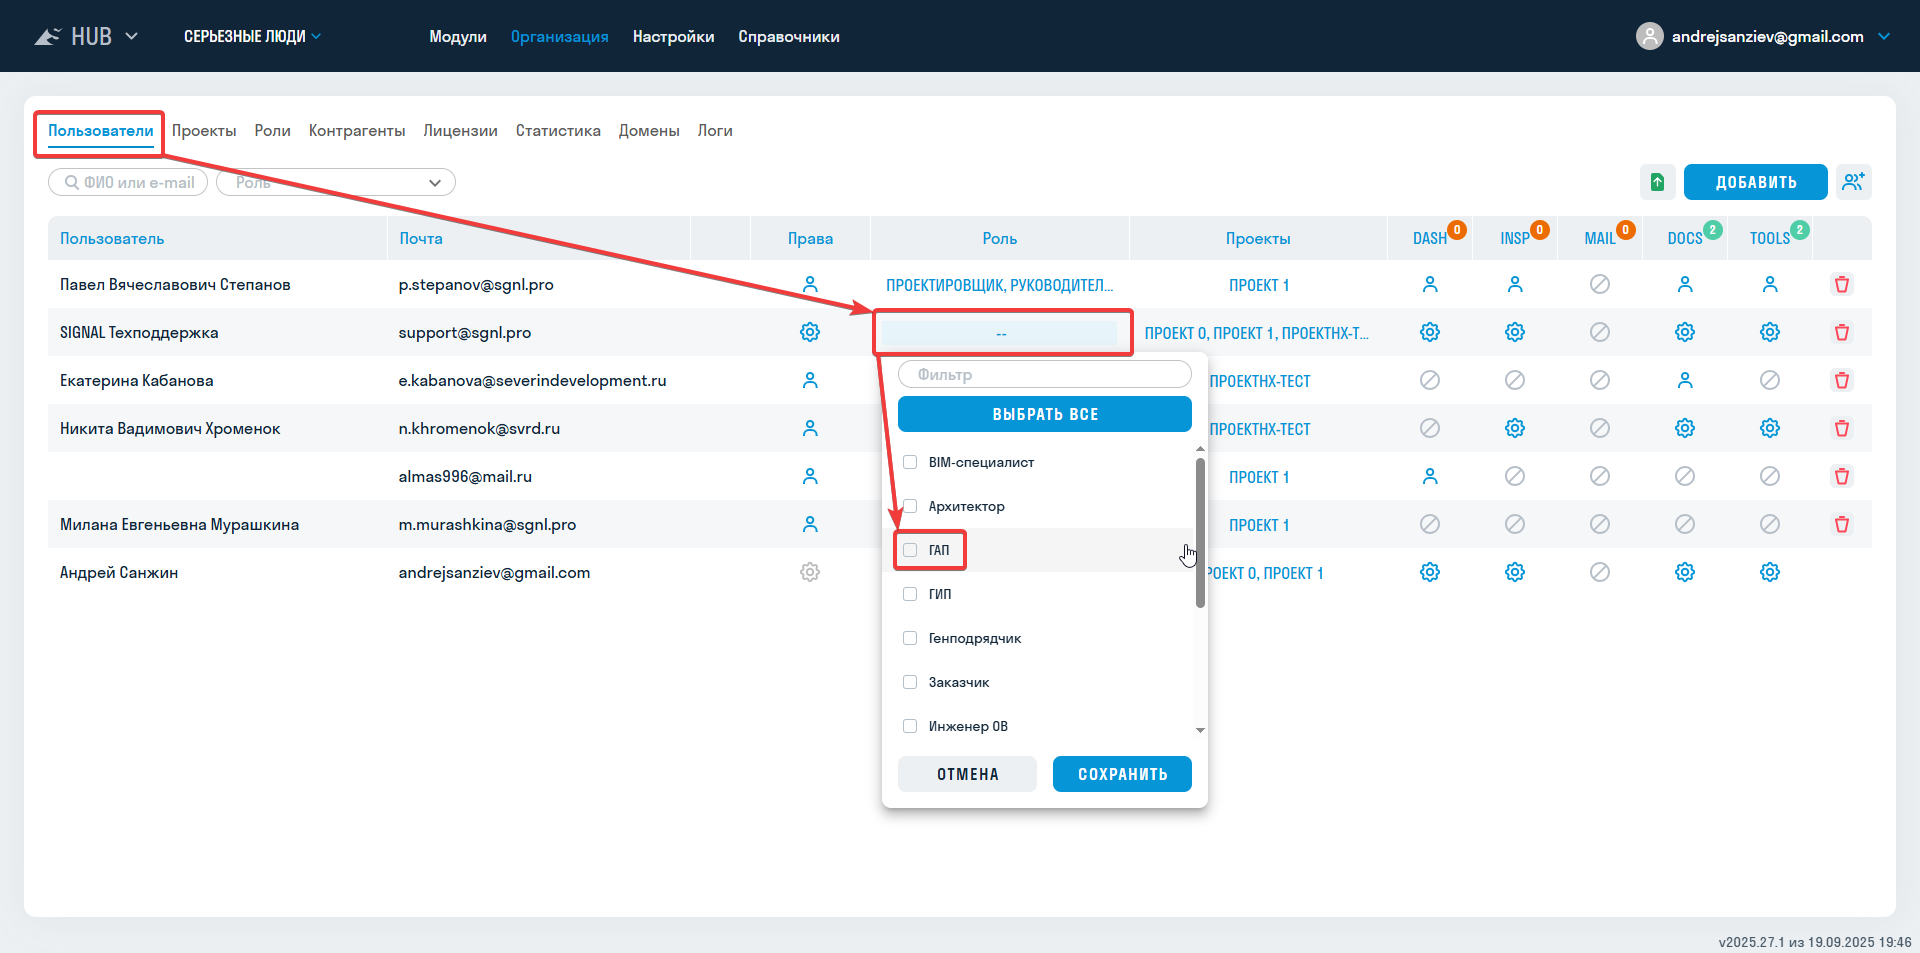 HUB
СЕРЬЕЗНЫЕ ЛЮДИ
Модули Организация Настройки Справочники
andrejsanziev@gmail.com
Пользователи Проекты Роли Контрагенты Лицензии Статистика Домены Логи
ФИО или e-mail
Роль
ДОБАВИТЬ
Пользователь Почта Права Роль Проекты DASH 0 INSP 0 MAIL 0 DOCS 2 TOOLS 2
Павел Вячеславович Степанов p.stepanov@sgnl.pro ПРОЕКТИРОВЩИК, РУКОВОДИТЕЛ... ПРОЕКТ 1
SIGNAL Техподдержка support@sgnl.pro -- ПРОЕКТ 0, ПРОЕКТ 1, ПРОЕКТНХ-Т...
Екатерина Кабанова e.kabanova@severindevelopment.ru ПРОЕКТНХ-ТЕСТ
Никита Вадимович Хроменок n.khromenok@svrd.ru ПРОЕКТНХ-ТЕСТ
almas996@mail.ru ПРОЕКТ 1
Милана Евгеньевна Мурашкина m.murashkina@sgnl.pro ПРОЕКТ 1
Андрей Санжин andrejsanziev@gmail.com РОЕКТ 0, ПРОЕКТ 1
Фильтр
ВЫБРАТЬ ВСЕ
BIM-специалист
Архитектор
ГАП
ГИП
Генподрядчик
Заказчик
Инженер ОВ
ОТМЕНА СОХРАНИТЬ
v2025.27.1 из 19.09.2025 19:46